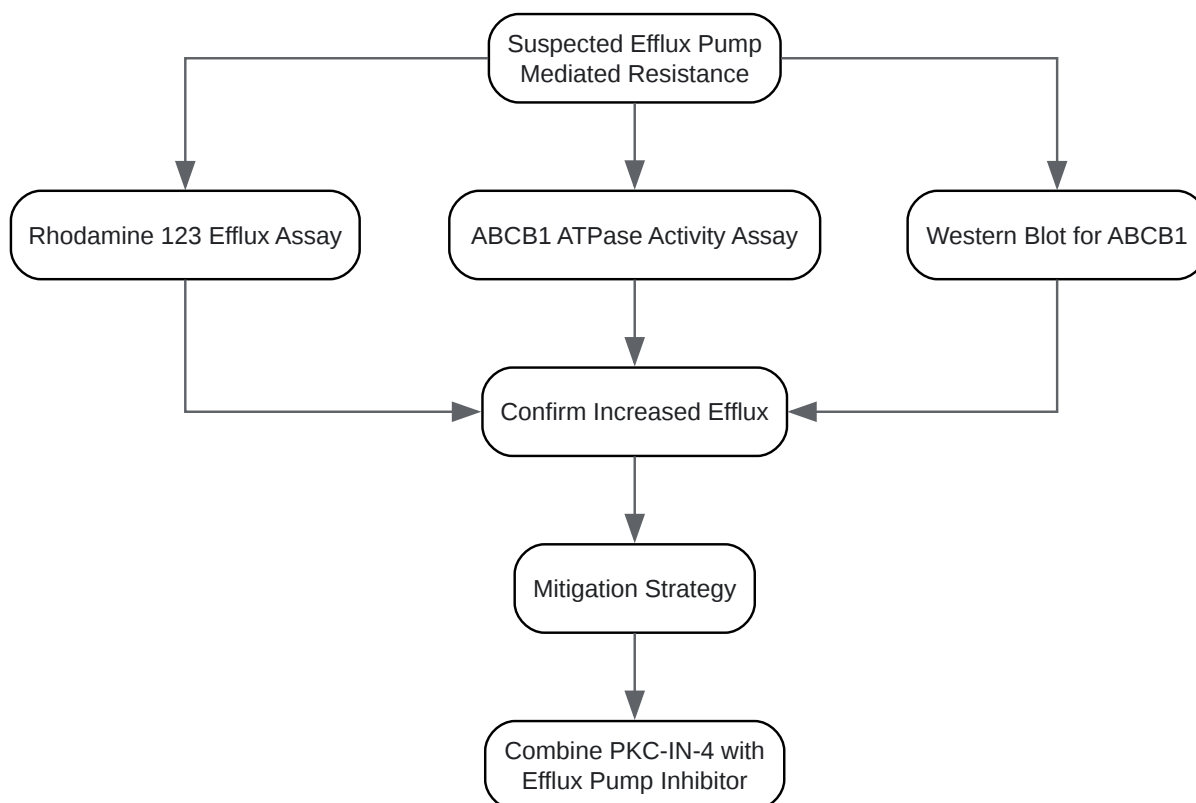 Suspected Efflux Pump
Mediated Resistance
Rhodamine 123 Efflux Assay
ABCB1 ATPase Activity Assay
Western Blot for ABCB1
Confirm Increased Efflux
Mitigation Strategy
Combine PKC-IN-4 with
Efflux Pump Inhibitor